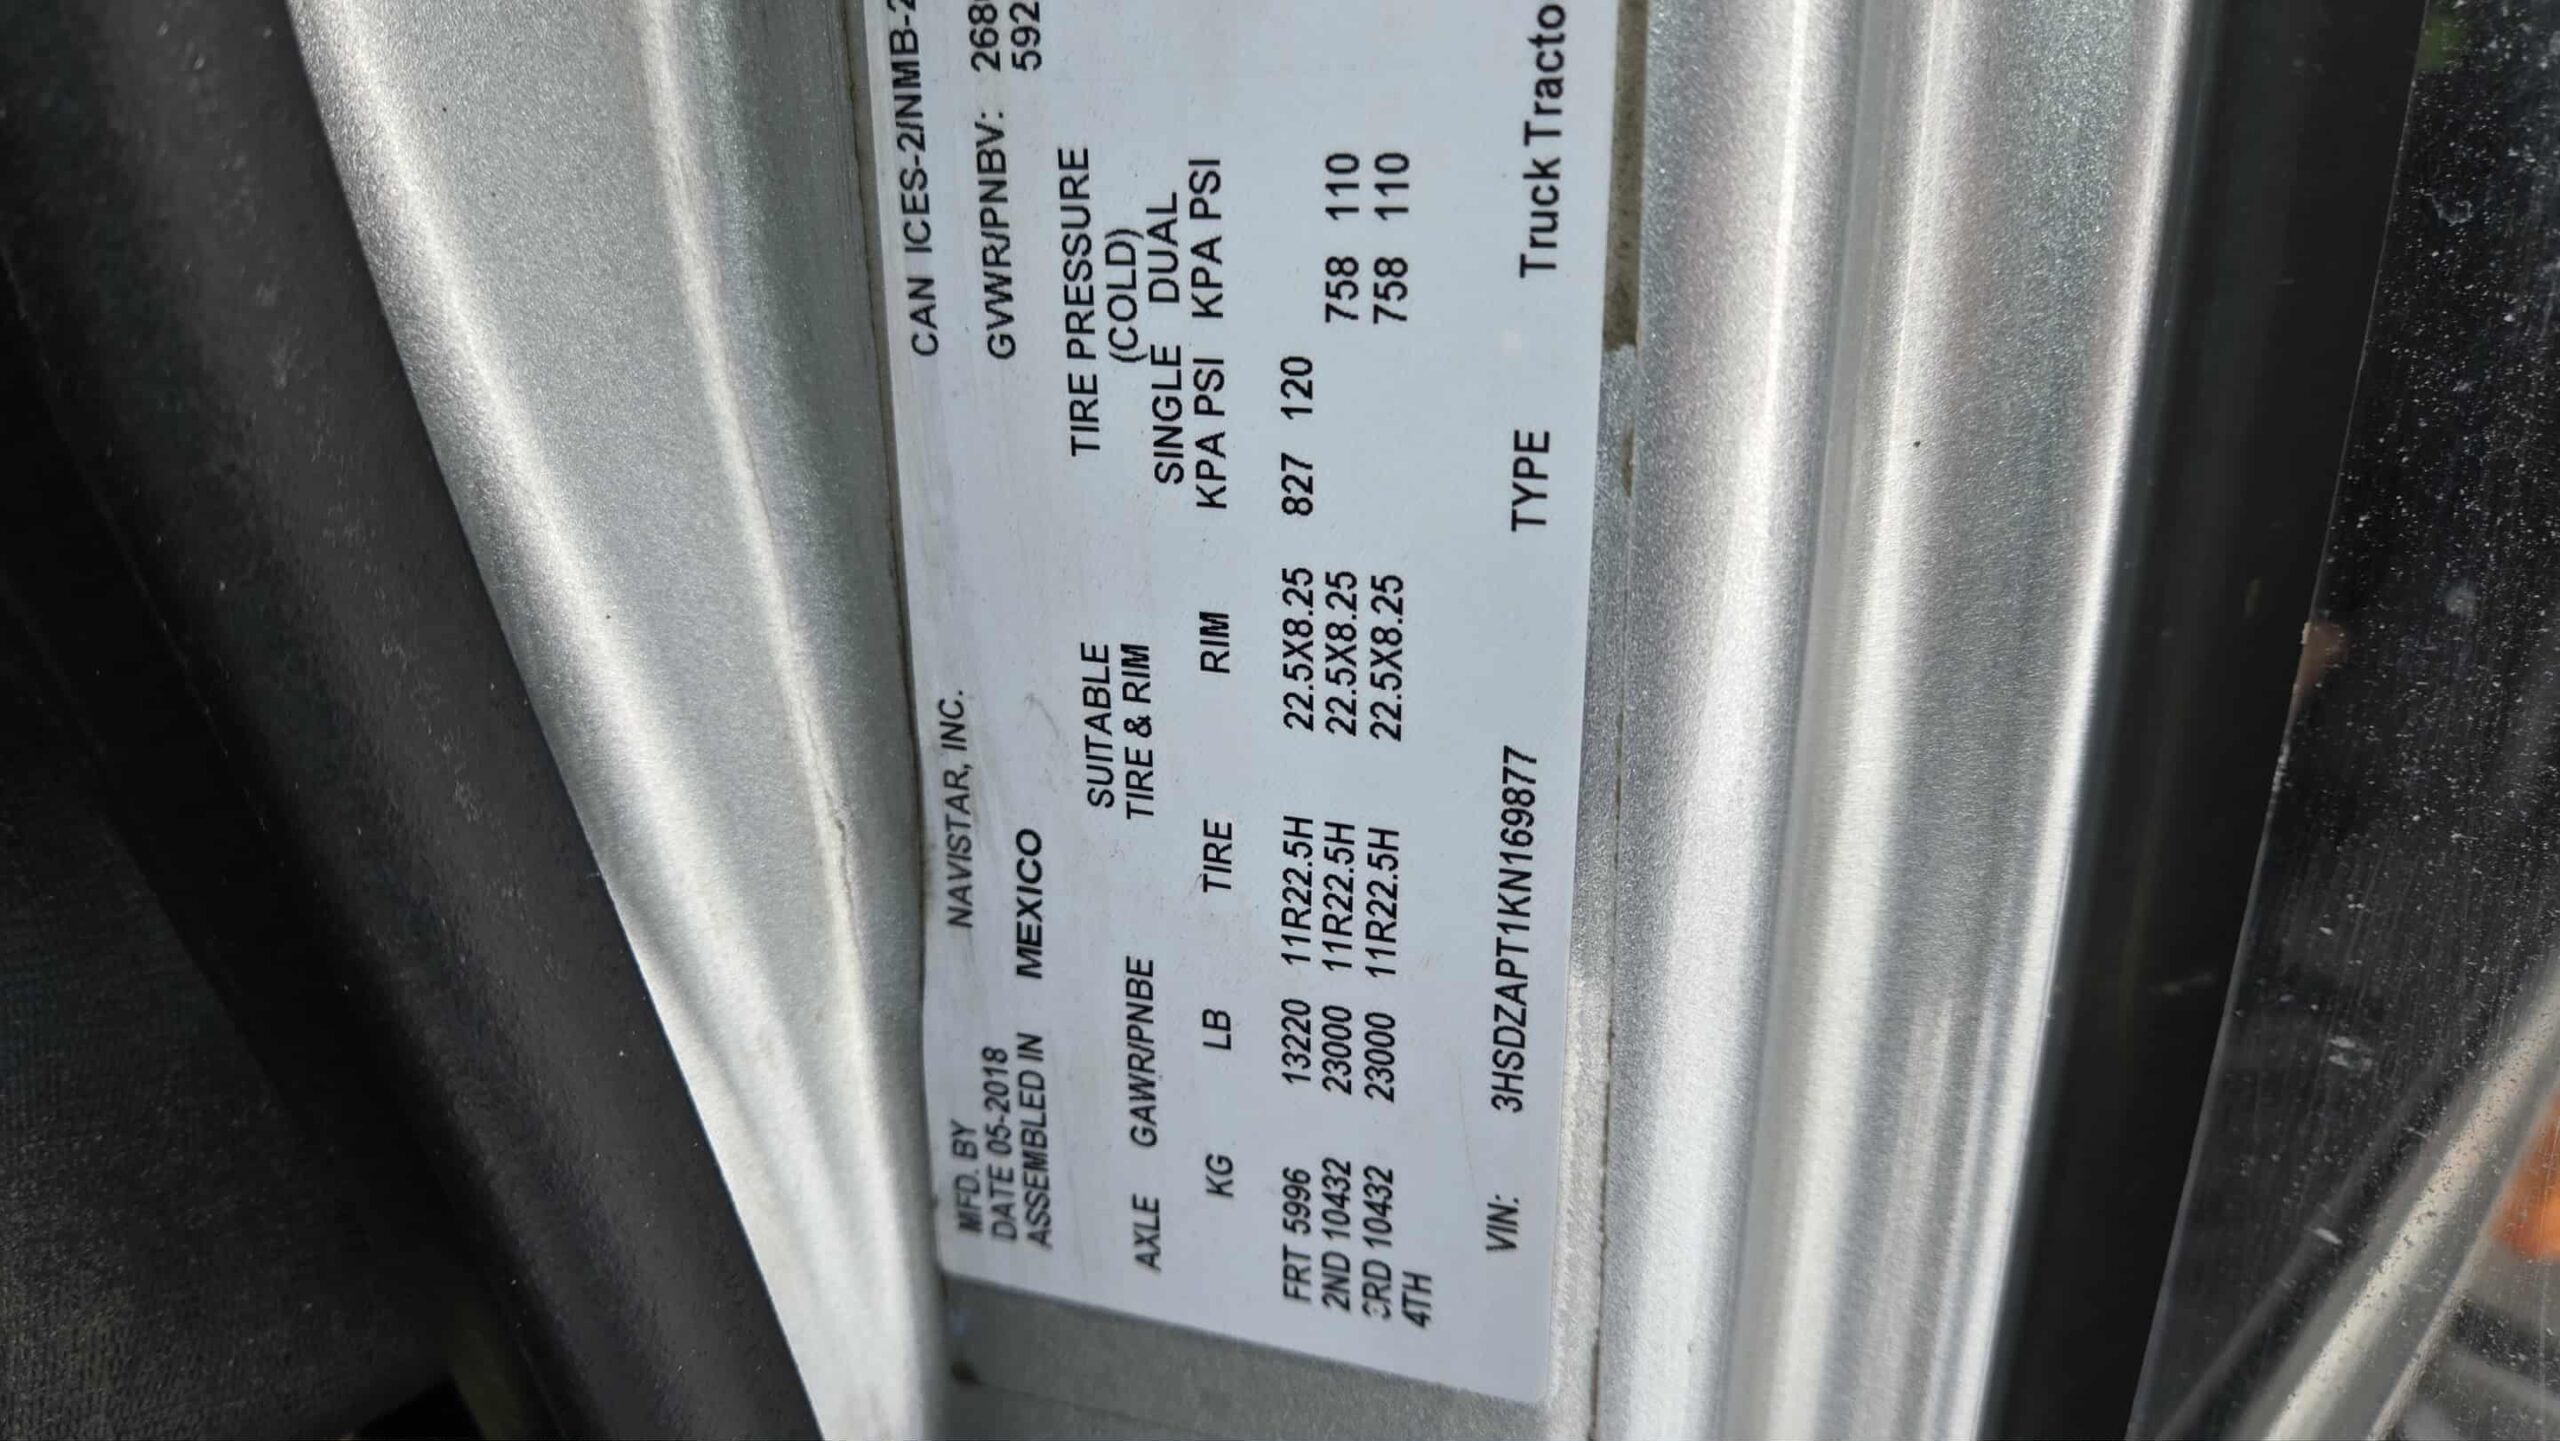 CAN ICES-2/NMB-2
MFD. BY NAVISTAR, INC.
DATE 05-2018 GVWR/PNBV: 268
ASSEMBLED IN MEXICO 592
SUITABLE TIRE PRESSURE
AXLE GAWR/PNBE TIRE & RIM (COLD)
SINGLE DUAL
KG LB TIRE RIM KPA PSI KPA PSI
FRT 5996 13220 11R22.5H 22.5X8.25 827 120
2ND 10432 23000 11R22.5H 22.5X8.25 758 110
3RD 10432 23000 11R22.5H 22.5X8.25 758 110
4TH
VIN: 3HSDZAPT1KN169877 TYPE Truck Tracto